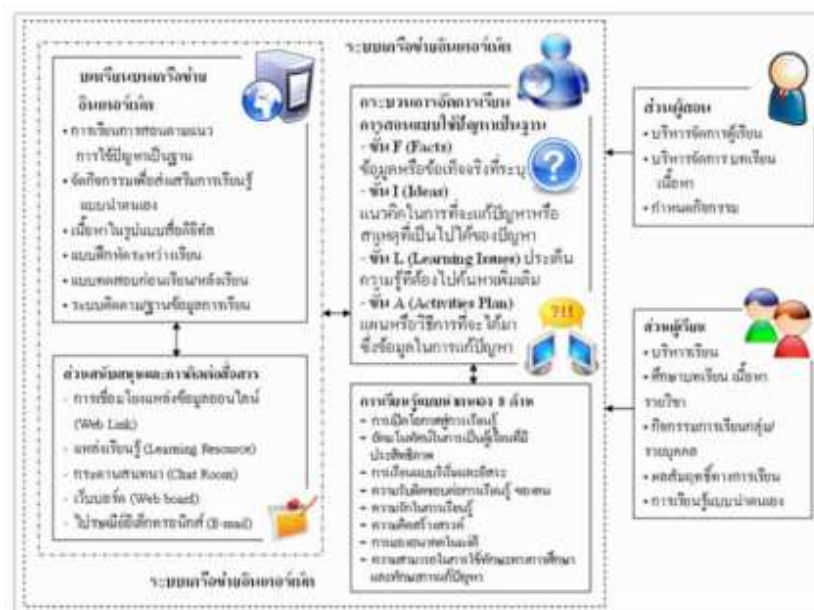 ระบบเครือข่ายอินเตอร์เน็ต
บทเรียนบนเครือข่าย
อินเตอร์เน็ต
• การเรียนการสอนตามแนว
การใช้ปัญหาเป็นฐาน
• จัดกิจกรรมเพื่อส่งเสริมการเรียนรู้
แบบนำตนเอง
• เนื้อหาในรูปแบบสื่อดิจิทัล
• แบบฝึกหัดระหว่างเรียน
• แบบทดสอบก่อนเรียน/หลังเรียน
• ระบบติดตาม/ฐานข้อมูลการเรียน
ส่วนสนับสนุนและการติดต่อสื่อสาร
- การเชื่อมโยงแหล่งข้อมูลออนไลน์
(Web Link)
- แหล่งเรียนรู้ (Learning Resource)
- กระดานสนทนา (Chat Room)
- เว็บบอร์ด (Web board)
- ไปรษณีย์อิเล็กทรอนิกส์ (E-mail)
กระบวนการจัดการเรียน
การสอนแบบใช้ปัญหาเป็นฐาน
- ขั้น F (Facts)
ข้อมูลหรือข้อเท็จจริงที่ระบุ
- ขั้น I (Ideas)
แนวคิดในการที่จะแก้ปัญหาหรือ
สาเหตุที่เป็นไปได้ของปัญหา
- ขั้น L (Learning Issues) ประเด็น
ความรู้ที่ต้องไปค้นหาเพิ่มเติม
- ขั้น A (Activities Plan)
แผนหรือวิธีการที่จะได้มา
ซึ่งข้อมูลในการแก้ปัญหา
?!!
การเรียนรู้แบบนำตนเอง 8 ด้าน
- การเปิดโอกาสสู่การเรียนรู้
- อัตมโนทัศน์ในการเป็นผู้เรียนที่มี
ประสิทธิภาพ
- การเรียนแบบริเริ่มและอิสระ
- ความรับผิดชอบต่อการเรียนรู้ ของตน
- ความรักในการเรียนรู้
- ความคิดสร้างสรรค์
- การมองอนาคตในแง่ดี
- ความสามารถในการใช้ทักษะทางการศึกษา
และทักษะการแก้ปัญหา
ส่วนผู้สอน
• บริหารจัดการผู้เรียน
• บริหารจัดการ บทเรียน
เนื้อหา
• กำหนดกิจกรรม
ส่วนผู้เรียน
• บริหารเรียน
• ศึกษาบทเรียน เนื้อหา
รายวิชา
• กิจกรรมการเรียนกลุ่ม/
รายบุคคล
• ผลสัมฤทธิ์ทางการเรียน
• การเรียนรู้แบบนำตนเอง
ระบบเครือข่ายอินเตอร์เน็ต